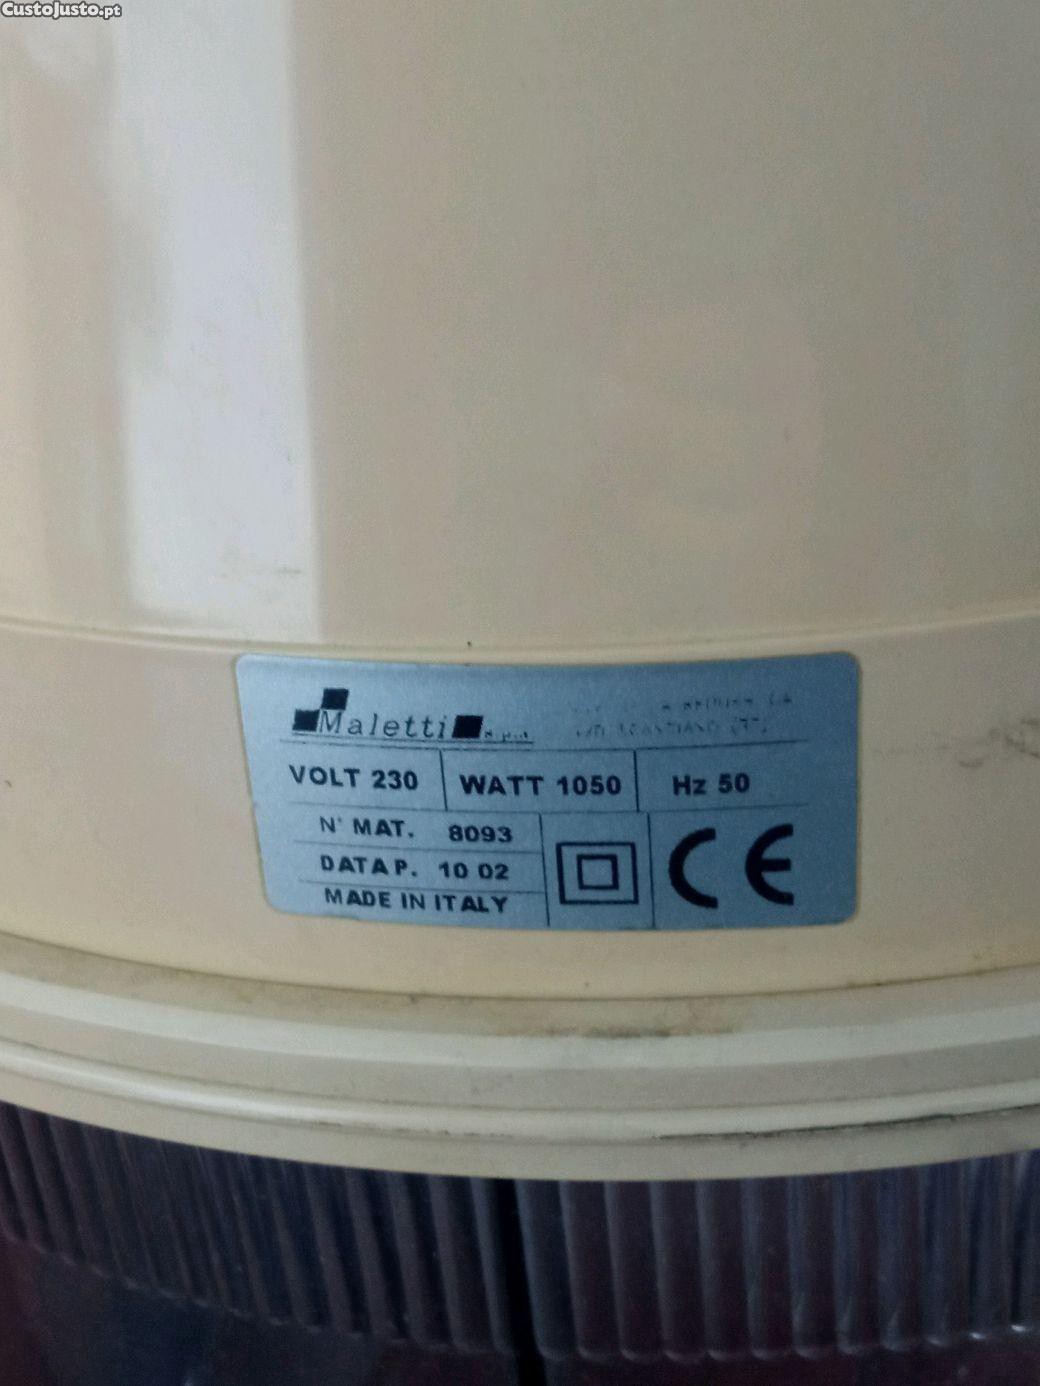 CustoJusto.pt
Maletti s.p.a.
VOLT 230 WATT 1050 Hz 50
N° MAT. 8093
DATA P. 10 02
MADE IN ITALY
CE